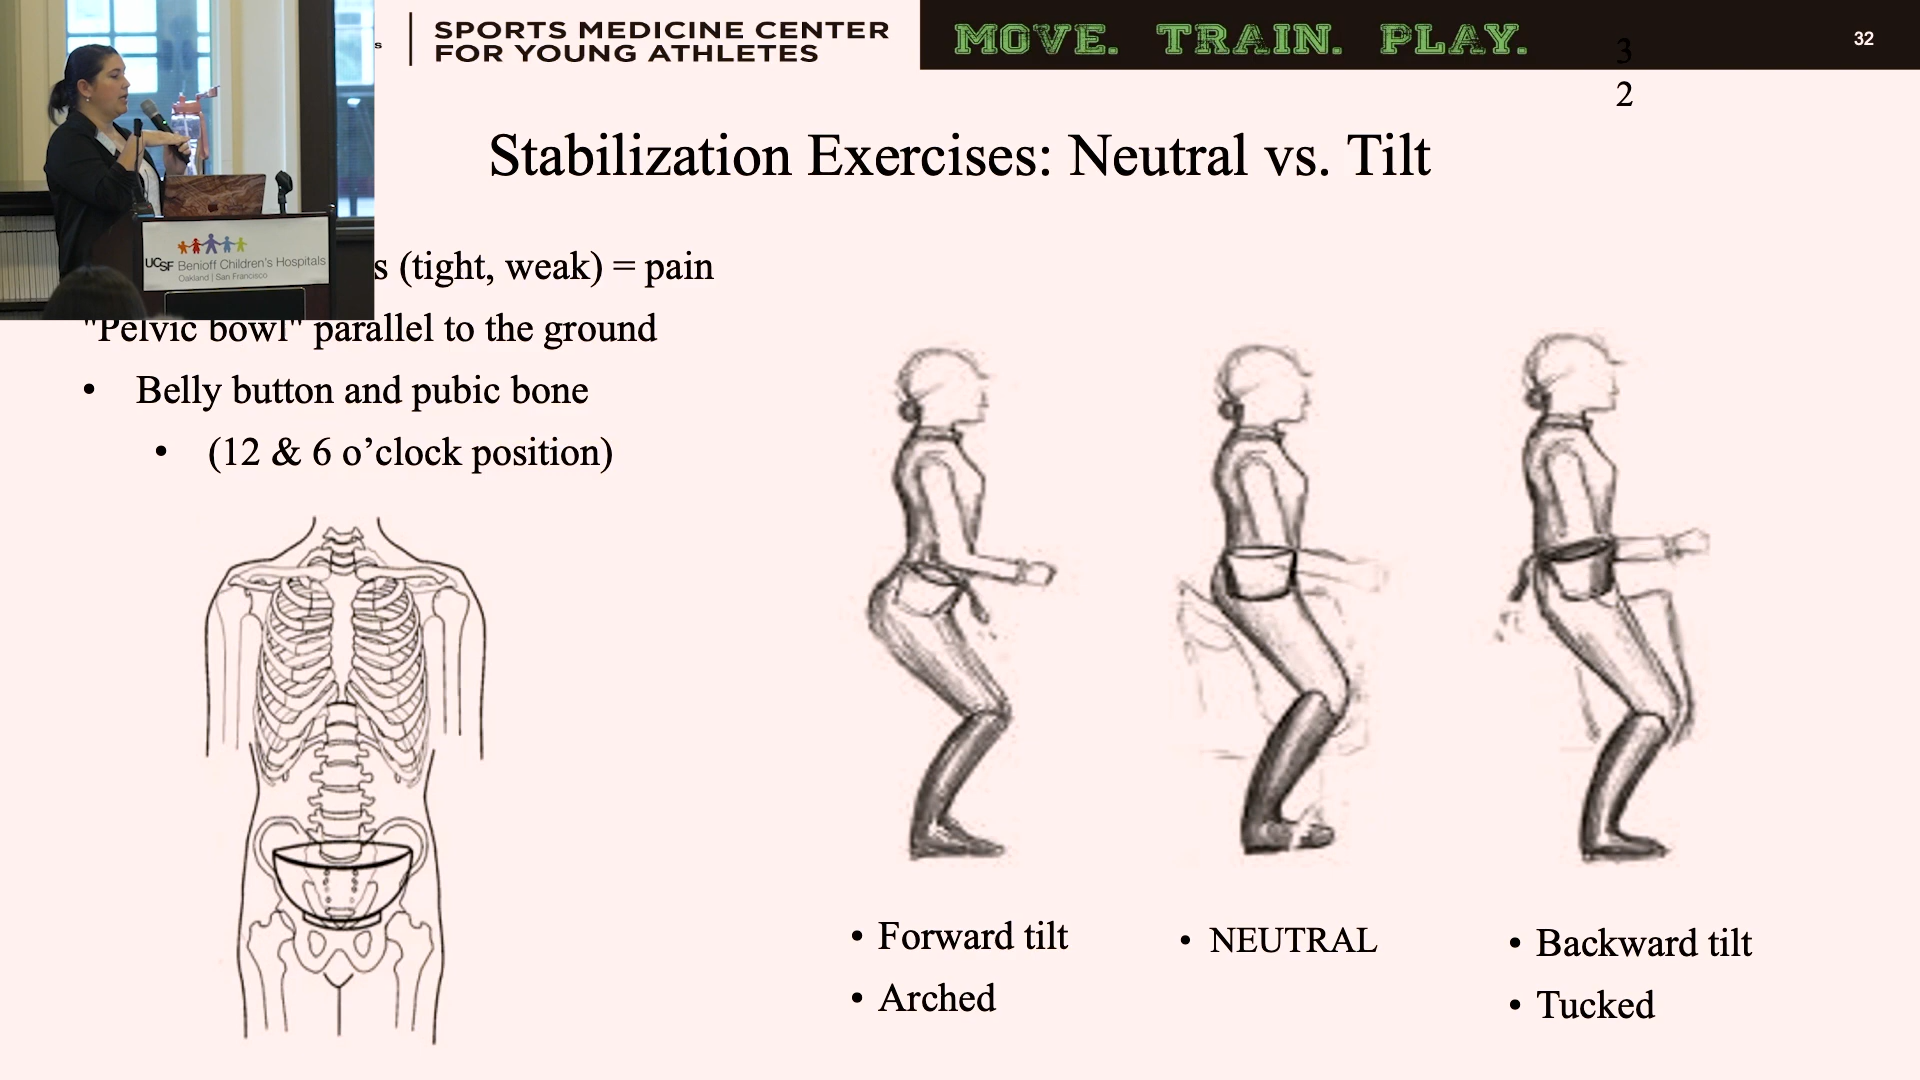 s
SPORTS MEDICINE CENTER
FOR YOUNG ATHLETES
MOVE. TRAIN. PLAY.
32
3
2
Stabilization Exercises: Neutral vs. Tilt
s (tight, weak) = pain
"Pelvic bowl" parallel to the ground
• Belly button and pubic bone
• (12 & 6 o’clock position)
UCSF Benioff Children's Hospitals
Oakland | San Francisco
• Forward tilt
• Arched
• NEUTRAL
• Backward tilt
• Tucked